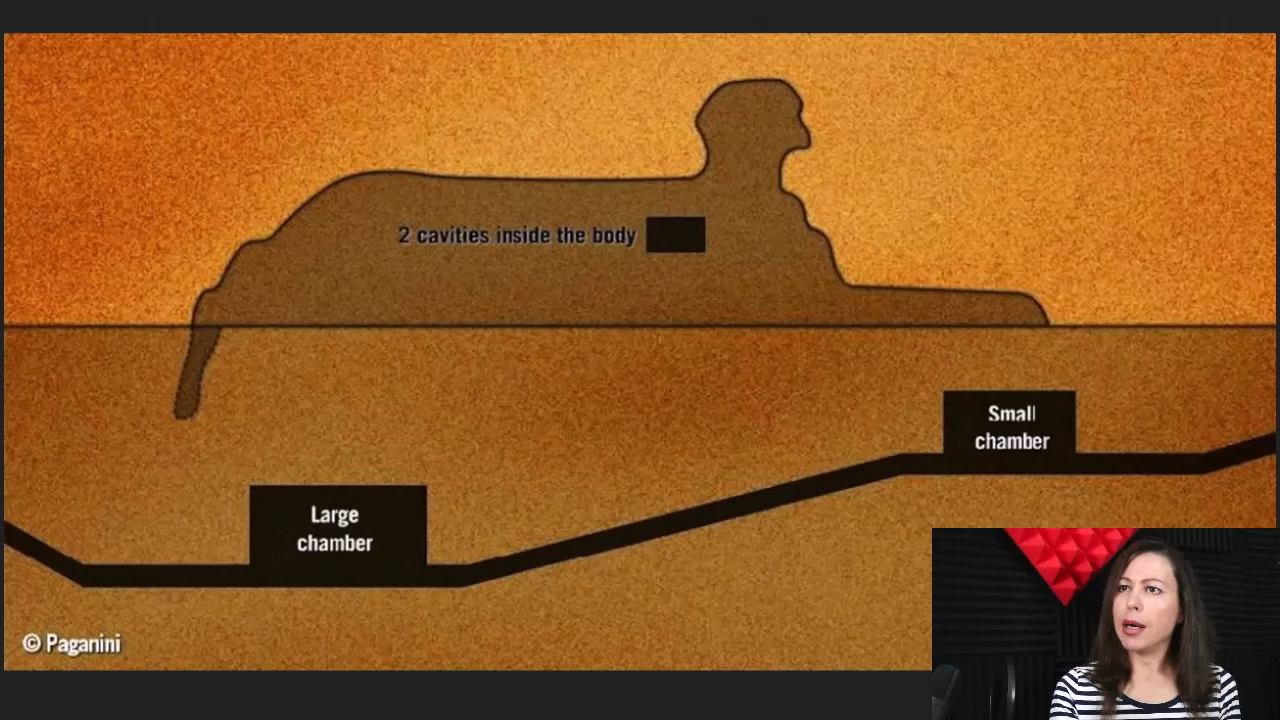 2 cavities inside the body
Small
chamber
Large
chamber
© Paganini